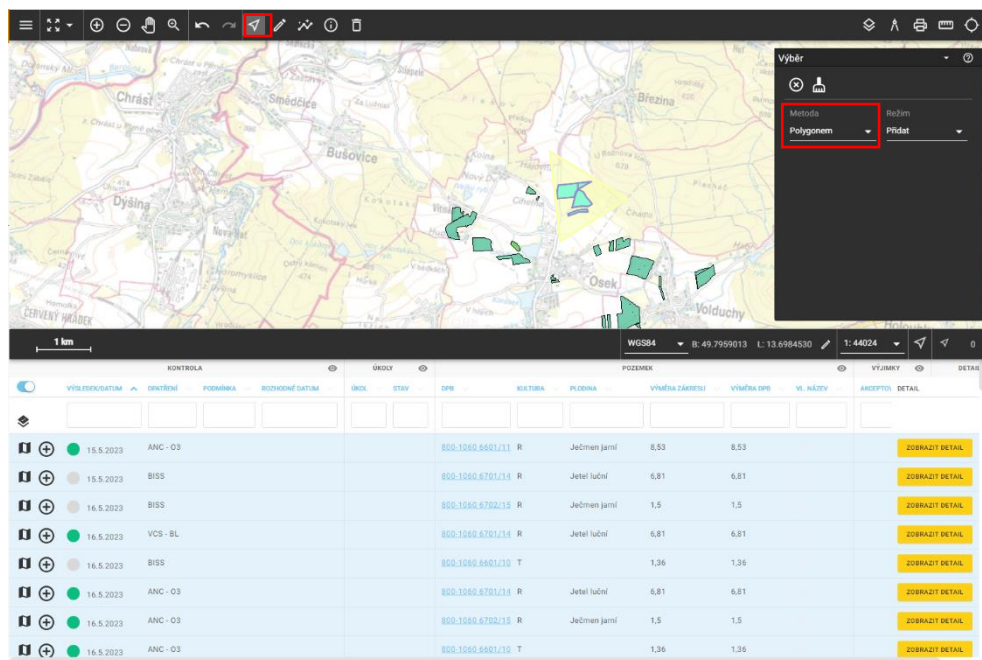 Výběr
Chrást
Smědčice
Březina
Metoda
Režim
Polygonem
Přidat
Bušovice
Dýšina
Osek
Volduchy
ČERVENÝ HRÁDEK
1 km
WGS84 B: 49.7959013 L: 13.6984530 1: 44024 0
KONTROLA ÚKOLY POZEMEK VÝJIMKY DETAIL
VÝSLEDEK/DATUM OPATŘENÍ PODMÍNKA ROZHODNÉ DATUM ÚKOL STAV DPB KULTURA PLODINA VÝMĚRA ZÁKRESU VÝMĚRA DPB VL. NÁZEV AKCEPTOV. DETAIL
15.5.2023 ANC - O3 800-1060 6601/11 R Ječmen jarní 8,53 8,53 ZOBRAZIT DETAIL
15.5.2023 BISS 800-1060 6701/14 R Jetel luční 6,81 6,81 ZOBRAZIT DETAIL
16.5.2023 BISS 800-1060 6702/15 R Ječmen jarní 1,5 1,5 ZOBRAZIT DETAIL
16.5.2023 VCS - BL 800-1060 6701/14 R Jetel luční 6,81 6,81 ZOBRAZIT DETAIL
16.5.2023 BISS 800-1060 6601/10 T 1,36 1,36 ZOBRAZIT DETAIL
16.5.2023 ANC - O3 800-1060 6701/14 R Jetel luční 6,81 6,81 ZOBRAZIT DETAIL
16.5.2023 ANC - O3 800-1060 6702/15 R Ječmen jarní 1,5 1,5 ZOBRAZIT DETAIL
16.5.2023 ANC - O3 800-1060 6601/10 T 1,36 1,36 ZOBRAZIT DETAIL